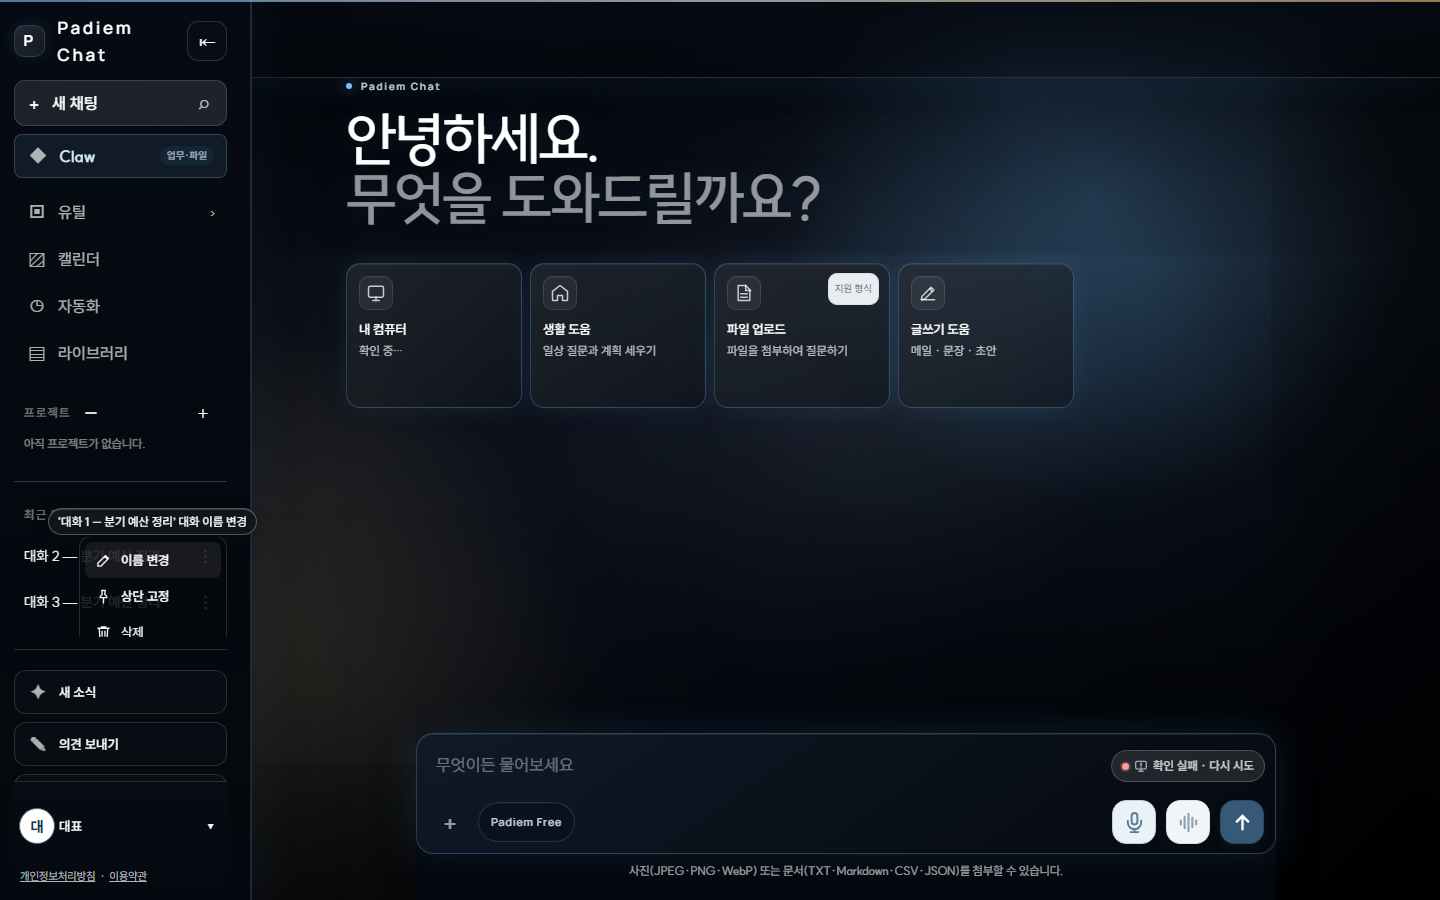 P
Padiem
Chat
+ 새 채팅
Claw 업무·파일
유틸 ›
캘린더
자동화
라이브러리
프로젝트 — +
아직 프로젝트가 없습니다.
최근
'대화 1 — 분기 예산 정리' 대화 이름 변경
대화 2 —
이름 변경
상단 고정
대화 3 —
삭제
새 소식
의견 보내기
대 대표 ▼
개인정보처리방침 · 이용약관
Padiem Chat
안녕하세요.
무엇을 도와드릴까요?
내 컴퓨터
확인 중…
생활 도움
일상 질문과 계획 세우기
지원 형식
파일 업로드
파일을 첨부하여 질문하기
글쓰기 도움
메일 · 문장 · 초안
무엇이든 물어보세요
확인 실패 · 다시 시도
+ Padiem Free
사진(JPEG·PNG·WebP) 또는 문서(TXT·Markdown·CSV·JSON)를 첨부할 수 있습니다.